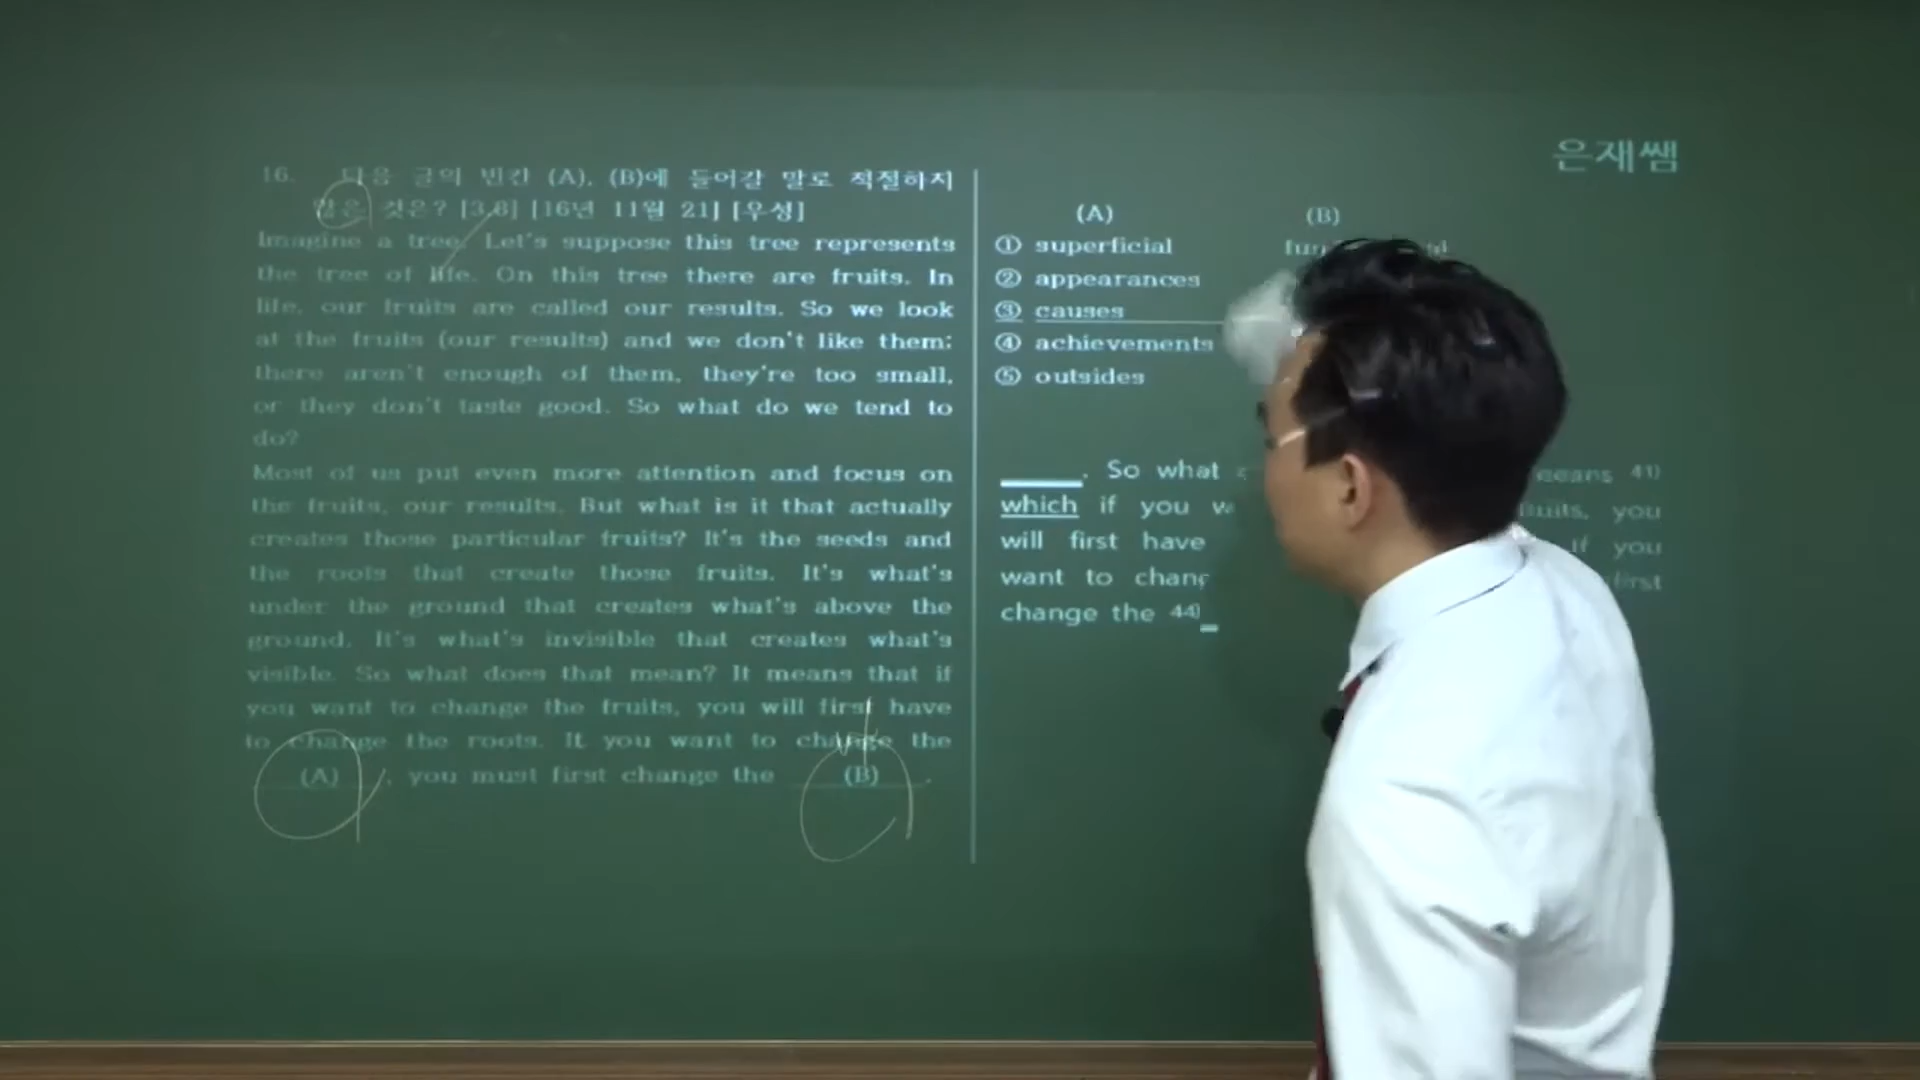 은재쌤
16. 다음 글의 빈칸 (A), (B)에 들어갈 말로 적절하지
않은 것은? [3.8] [16년 11월 21] [우성]
Imagine a tree. Let's suppose this tree represents
the tree of life. On this tree there are fruits. In
life, our fruits are called our results. So we look
at the fruits (our results) and we don't like them;
there aren't enough of them, they're too small,
or they don't taste good. So what do we tend to
do?
Most of us put even more attention and focus on
the fruits, our results. But what is it that actually
creates those particular fruits? It's the seeds and
the roots that create those fruits. It's what's
under the ground that creates what's above the
ground. It's what's invisible that creates what's
visible. So what does that mean? It means that if
you want to change the fruits, you will first have
to change the roots. If you want to change the
(A) , you must first change the (B) .
(A) (B)
① superficial
② appearances
③ causes
④ achievements
⑤ outsides
. So what 41)
which if you fruits, you
will first have If you
want to first
change the 44)